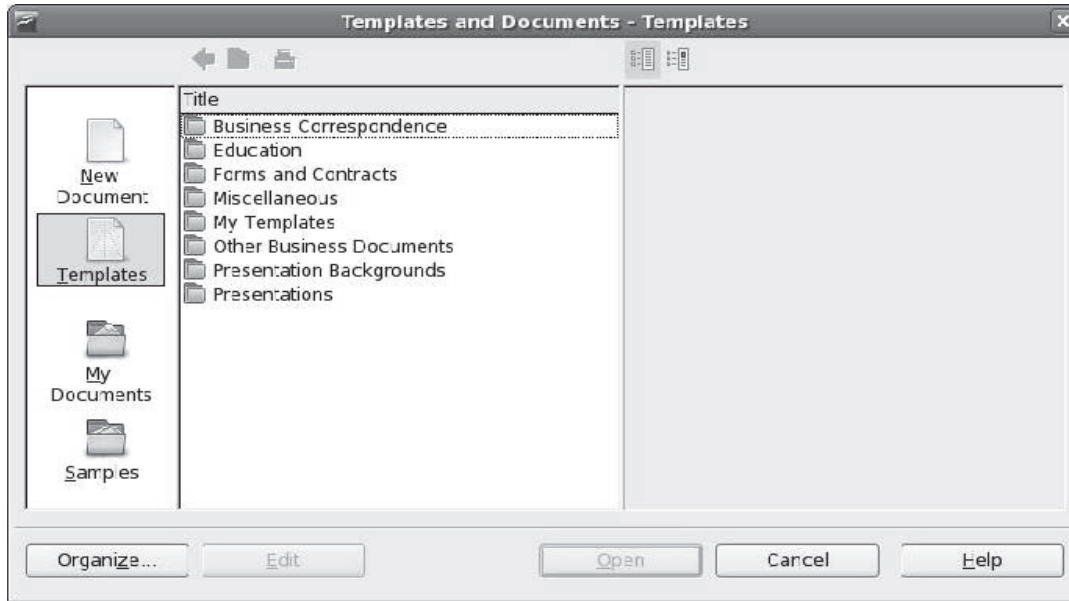 Templates and Documents - Templates
New
Document
Templates
My
Documents
Samples
Title
Business Correspondence
Education
Forms and Contracts
Miscellaneous
My Templates
Other Business Documents
Presentation Backgrounds
Presentations
Organize...
Edit
Open
Cancel
Help